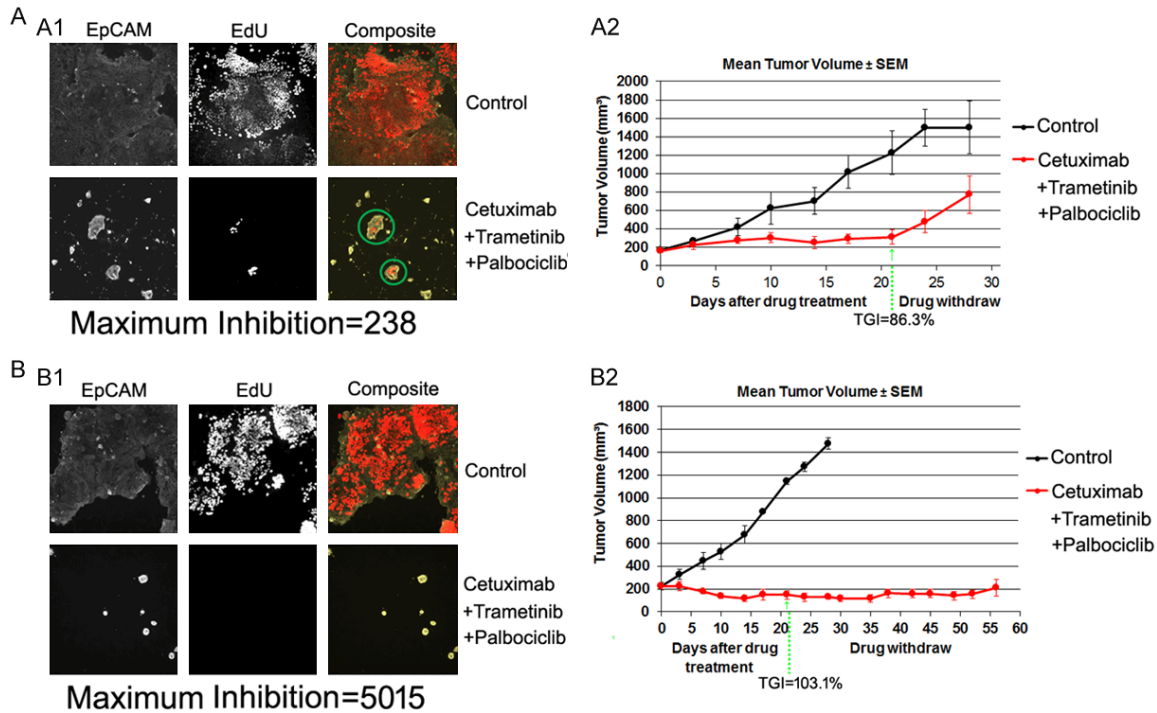 A
A1
EpCAM EdU Composite
Control
Cetuximab
+Trametinib
+Palbociclib
Maximum Inhibition=238
A2
Mean Tumor Volume ± SEM
Tumor Volume (mm³)
2000
1800
1600
1400
1200
1000
800
600
400
200
0
0 5 10 15 20 25 30
Days after drug treatment Drug withdraw
TGI=86.3%
Control
Cetuximab
+Trametinib
+Palbociclib
B
B1
EpCAM EdU Composite
Control
Cetuximab
+Trametinib
+Palbociclib
Maximum Inhibition=5015
B2
Mean Tumor Volume ± SEM
Tumor Volume (mm³)
1800
1600
1400
1200
1000
800
600
400
200
0
0 5 10 15 20 25 30 35 40 45 50 55 60
Days after drug
treatment
Drug withdraw
TGI=103.1%
Control
Cetuximab
+Trametinib
+Palbociclib